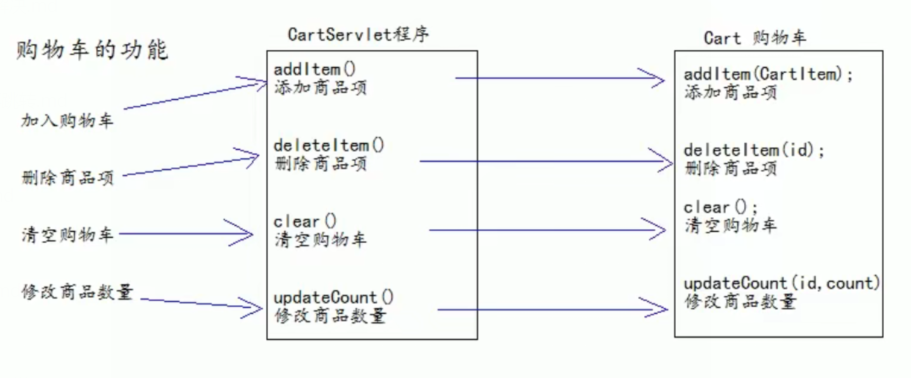 购物车的功能
加入购物车
删除商品项
清空购物车
修改商品数量
CartServlet程序
addItem()
添加商品项
deleteItem()
删除商品项
clear()
清空购物车
updateCount()
修改商品数量
Cart 购物车
addItem(CartItem);
添加商品项
deleteItem(id);
删除商品项
clear();
清空购物车
updateCount(id,count)
修改商品数量